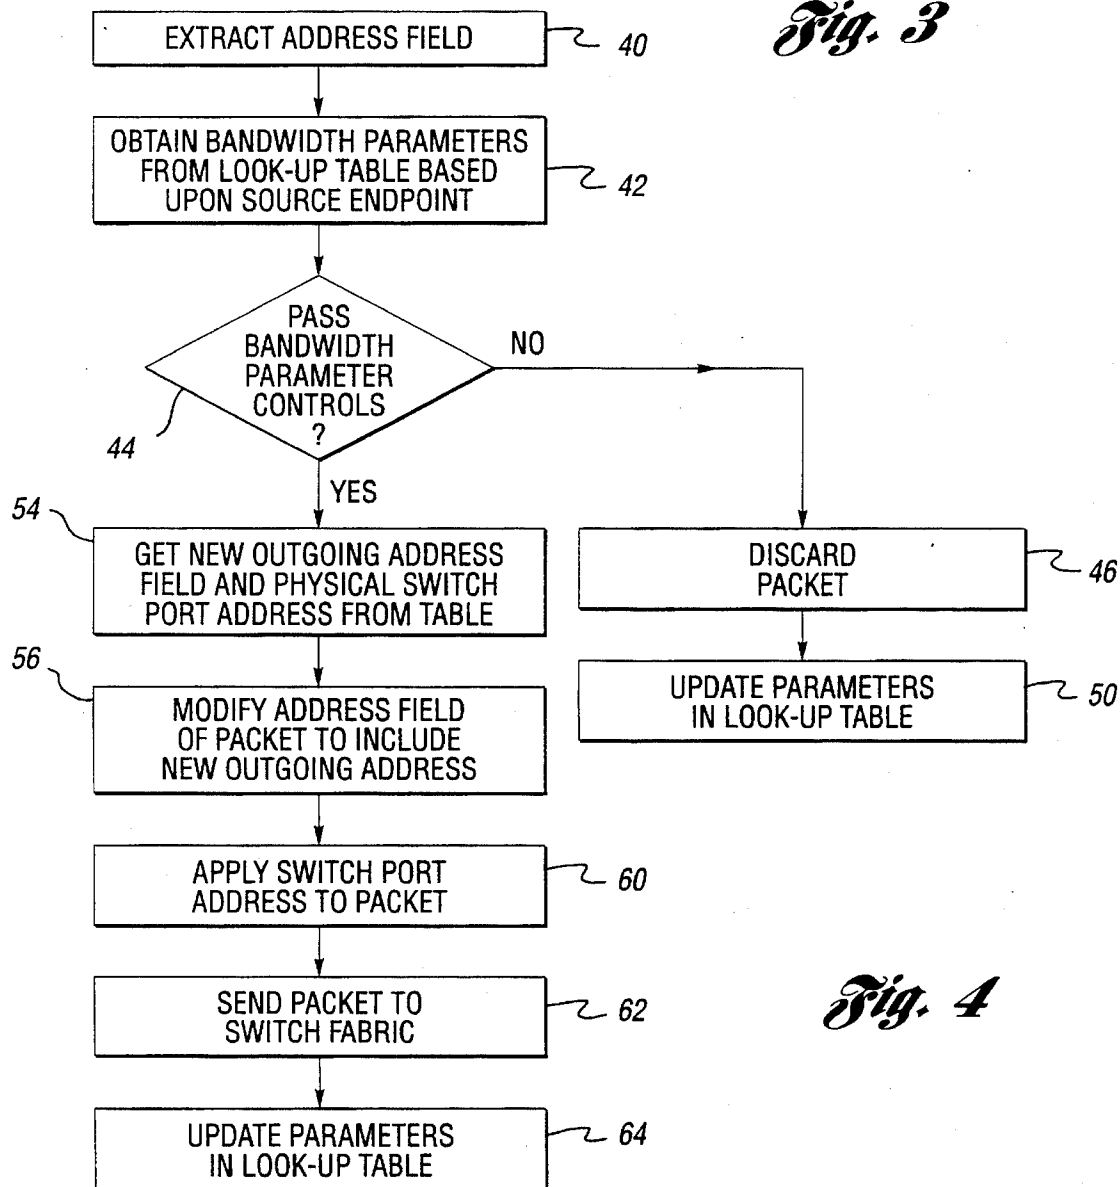 Fig. 3
EXTRACT ADDRESS FIELD
40
OBTAIN BANDWIDTH PARAMETERS
FROM LOOK-UP TABLE BASED
UPON SOURCE ENDPOINT
42
PASS
BANDWIDTH
PARAMETER
CONTROLS
?
44
NO
YES
54
GET NEW OUTGOING ADDRESS
FIELD AND PHYSICAL SWITCH
PORT ADDRESS FROM TABLE
DISCARD
PACKET
46
56
MODIFY ADDRESS FIELD
OF PACKET TO INCLUDE
NEW OUTGOING ADDRESS
UPDATE PARAMETERS
IN LOOK-UP TABLE
50
APPLY SWITCH PORT
ADDRESS TO PACKET
60
SEND PACKET TO
SWITCH FABRIC
62
Fig. 4
UPDATE PARAMETERS
IN LOOK-UP TABLE
64